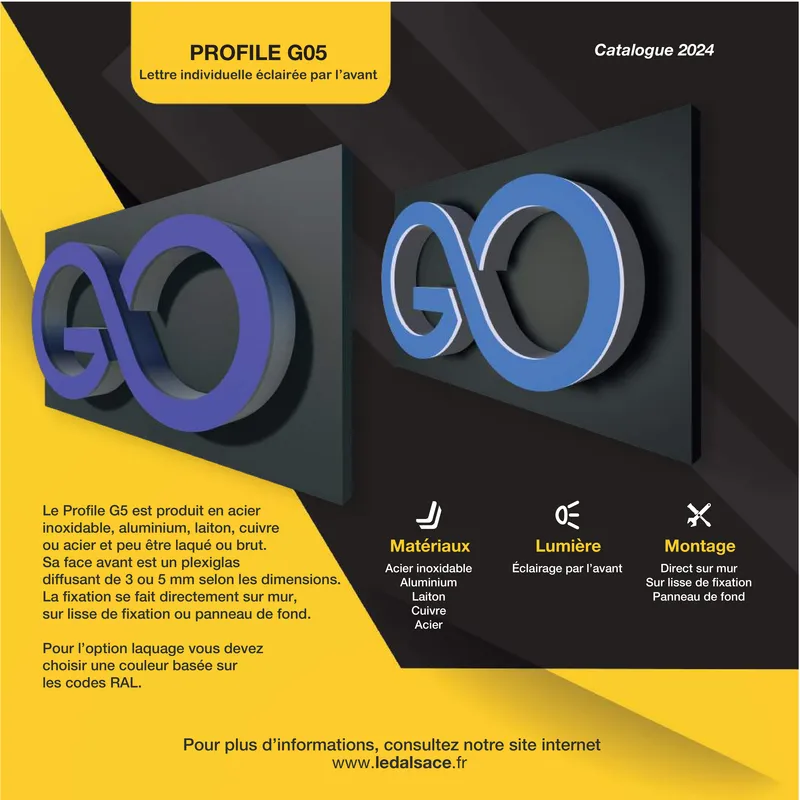 PROFILE G05
Lettre individuelle éclairée par l’avant
Catalogue 2024
GO
GO
Le Profile G5 est produit en acier
inoxidable, aluminium, laiton, cuivre
ou acier et peu être laqué ou brut.
Sa face avant est un plexiglas
diffusant de 3 ou 5 mm selon les dimensions.
La fixation se fait directement sur mur,
sur lisse de fixation ou panneau de fond.
Pour l’option laquage vous devez
choisir une couleur basée sur
les codes RAL.
Matériaux
Acier inoxidable
Aluminium
Laiton
Cuivre
Acier
Lumière
Éclairage par l’avant
Montage
Direct sur mur
Sur lisse de fixation
Panneau de fond
Pour plus d’informations, consultez notre site internet
www.ledalsace.fr